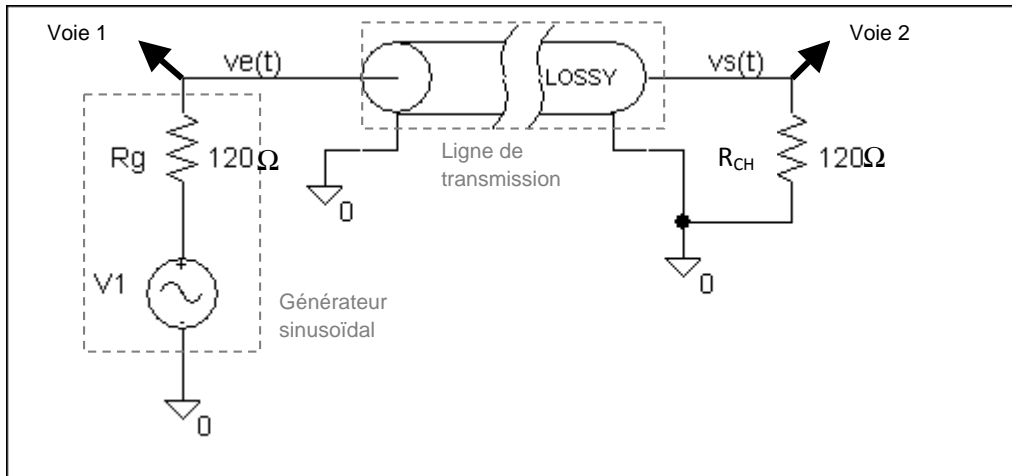 Voie 1
Voie 2
ve(t)
vs(t)
LOSSY
Rg
120Ω
Ligne de
transmission
R_CH
120Ω
0
0
V1
Générateur
sinusoïdal
0